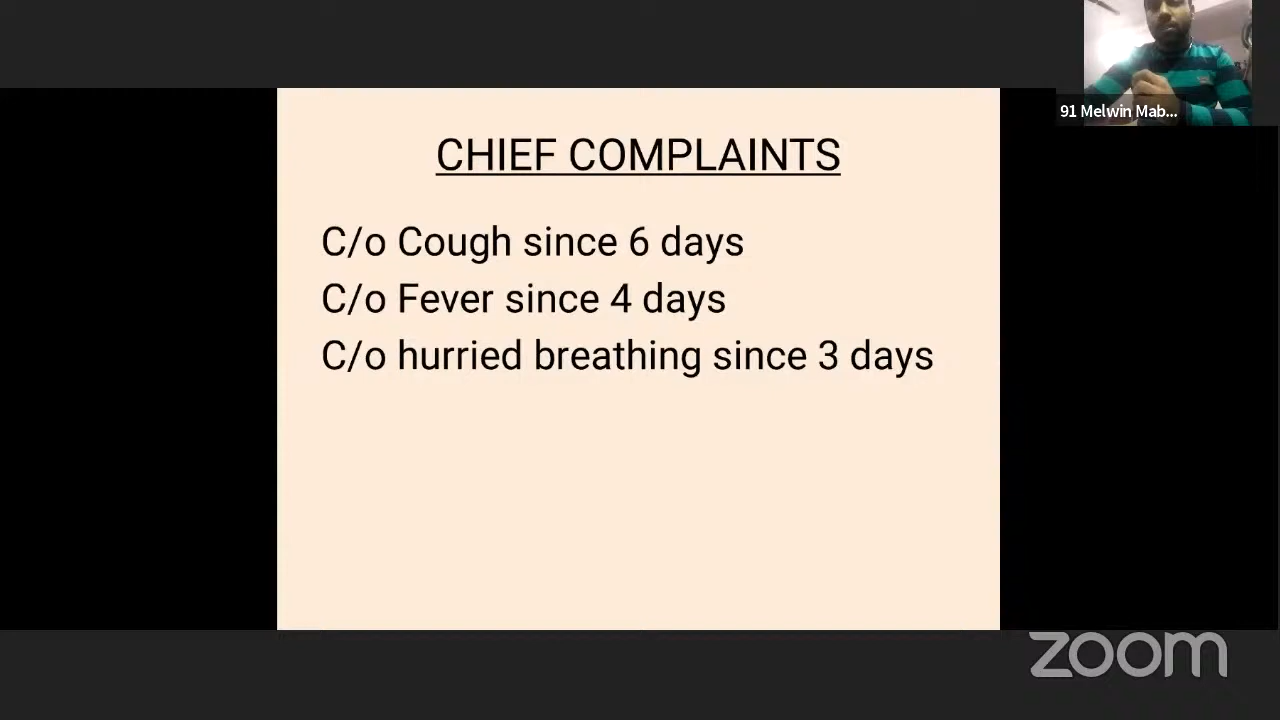 91 Melwin Mab...
CHIEF COMPLAINTS
C/o Cough since 6 days
C/o Fever since 4 days
C/o hurried breathing since 3 days
zoom